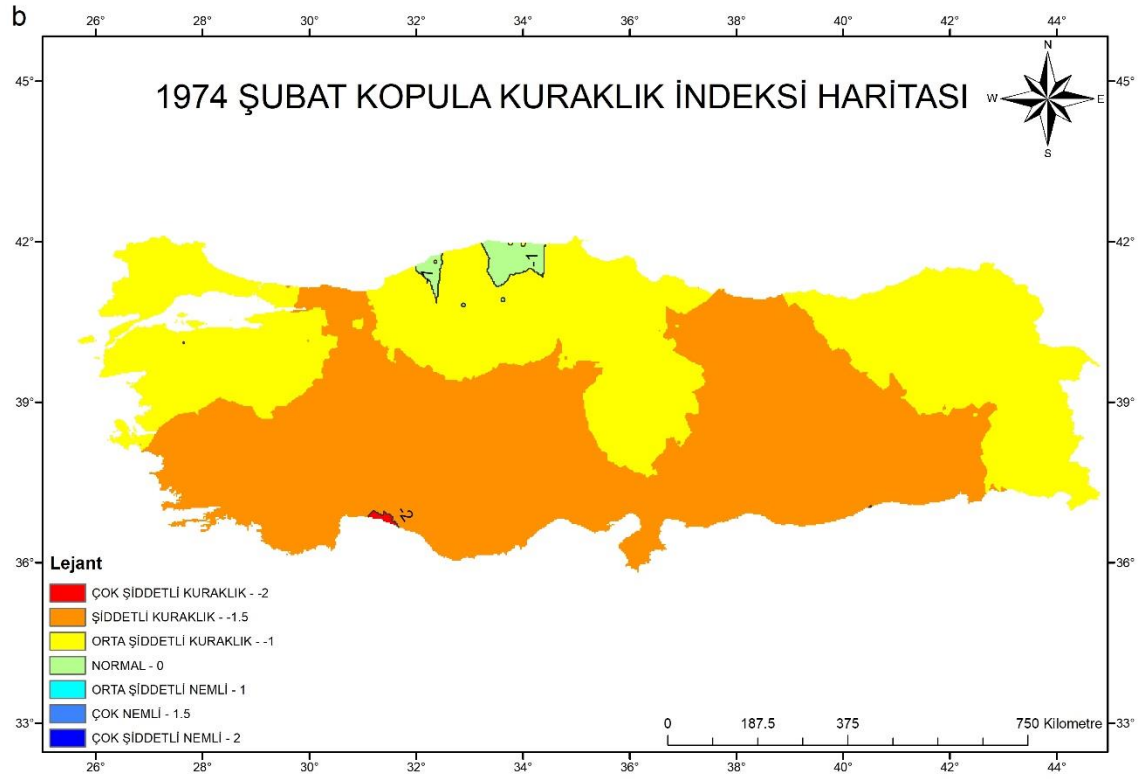 b
26° 28° 30° 32° 34° 36° 38° 40° 42° 44°
45° 45°
1974 ŞUBAT KOPULA KURAKLIK İNDEKSİ HARİTASI
N
W E
S
42° 42°
-1 -1
39° 39°
-2
36° 36°
Lejant
ÇOK ŞİDDETLİ KURAKLIK - -2
ŞİDDETLİ KURAKLIK - -1.5
ORTA ŞİDDETLİ KURAKLIK - -1
NORMAL - 0
ORTA ŞİDDETLİ NEMLİ - 1
ÇOK NEMLİ - 1.5
ÇOK ŞİDDETLİ NEMLİ - 2
33° 33°
0 187.5 375 750 Kilometre
26° 28° 30° 32° 34° 36° 38° 40° 42° 44°